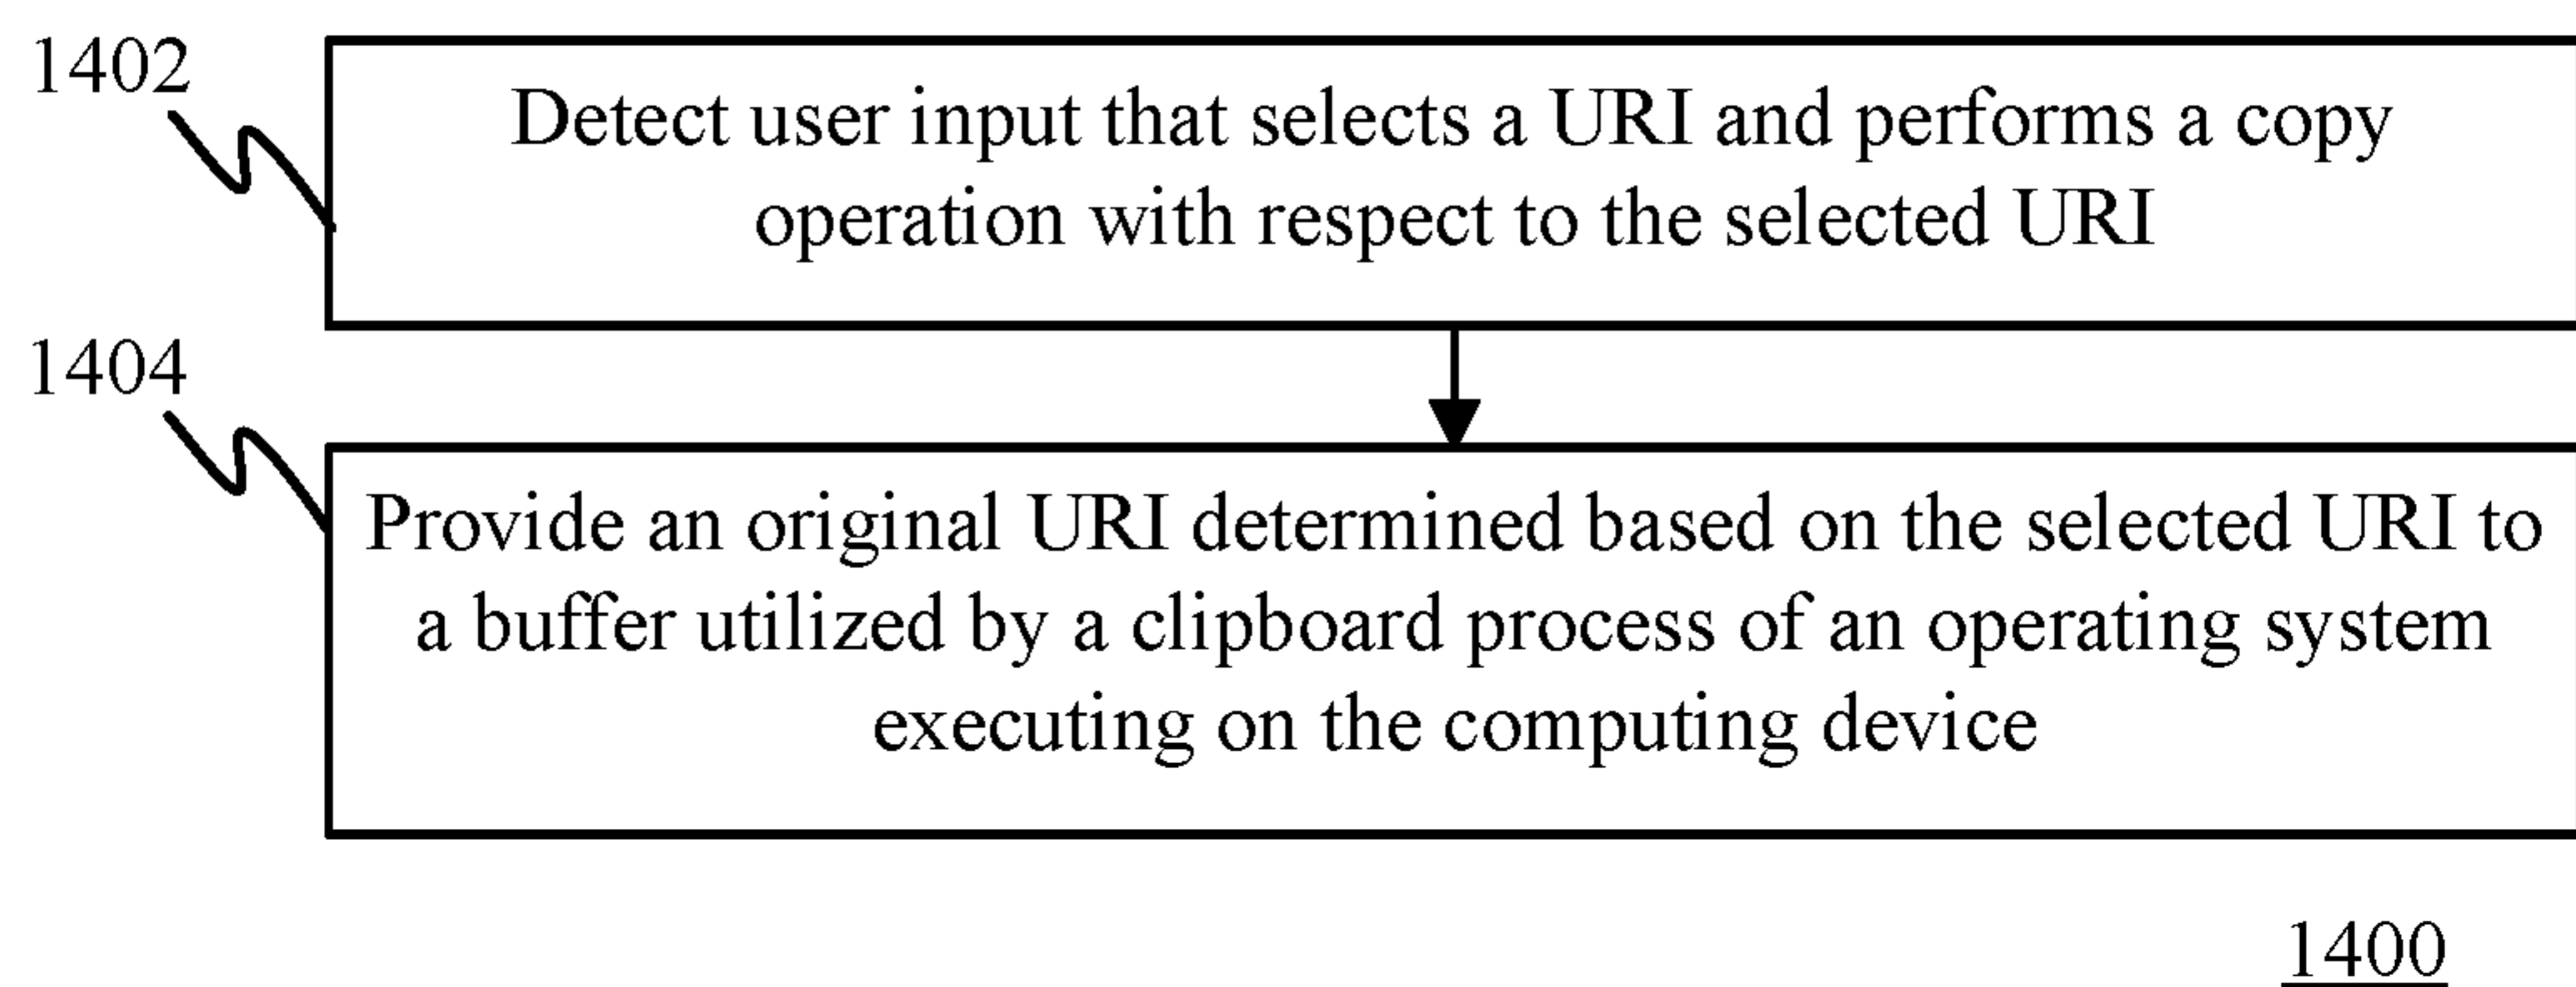 1402
Detect user input that selects a URI and performs a copy
operation with respect to the selected URI
1404
Provide an original URI determined based on the selected URI to
a buffer utilized by a clipboard process of an operating system
executing on the computing device
1400